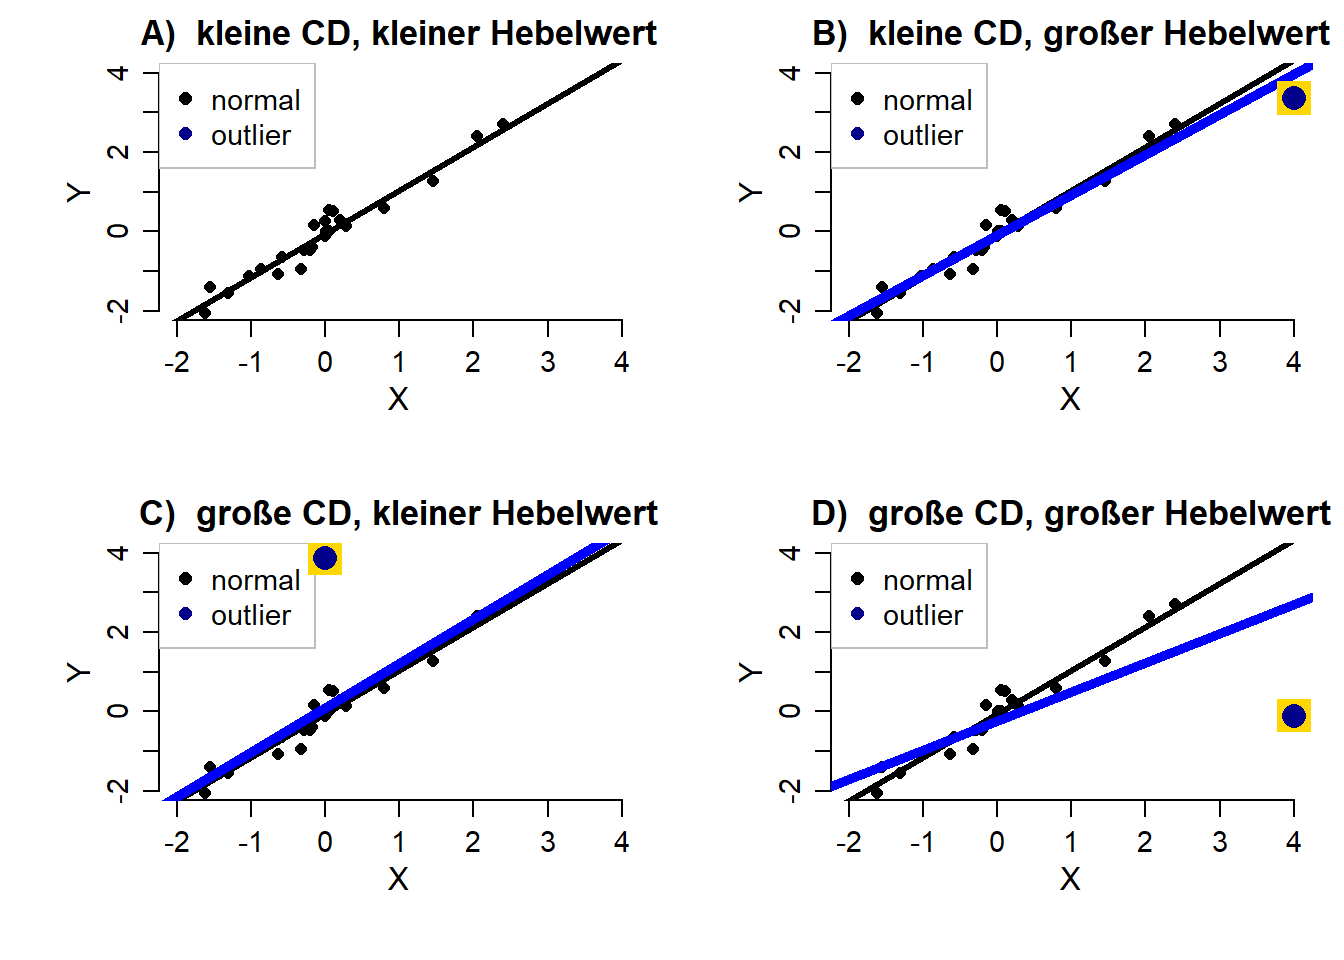 A)  kleine CD, kleiner Hebelwert
4
2
0
-2
Y
normal
outlier
-2 -1 0 1 2 3 4
X
B)  kleine CD, großer Hebelwert
4
2
0
-2
Y
normal
outlier
-2 -1 0 1 2 3 4
X
C)  große CD, kleiner Hebelwert
4
2
0
-2
Y
normal
outlier
-2 -1 0 1 2 3 4
X
D)  große CD, großer Hebelwert
4
2
0
-2
Y
normal
outlier
-2 -1 0 1 2 3 4
X